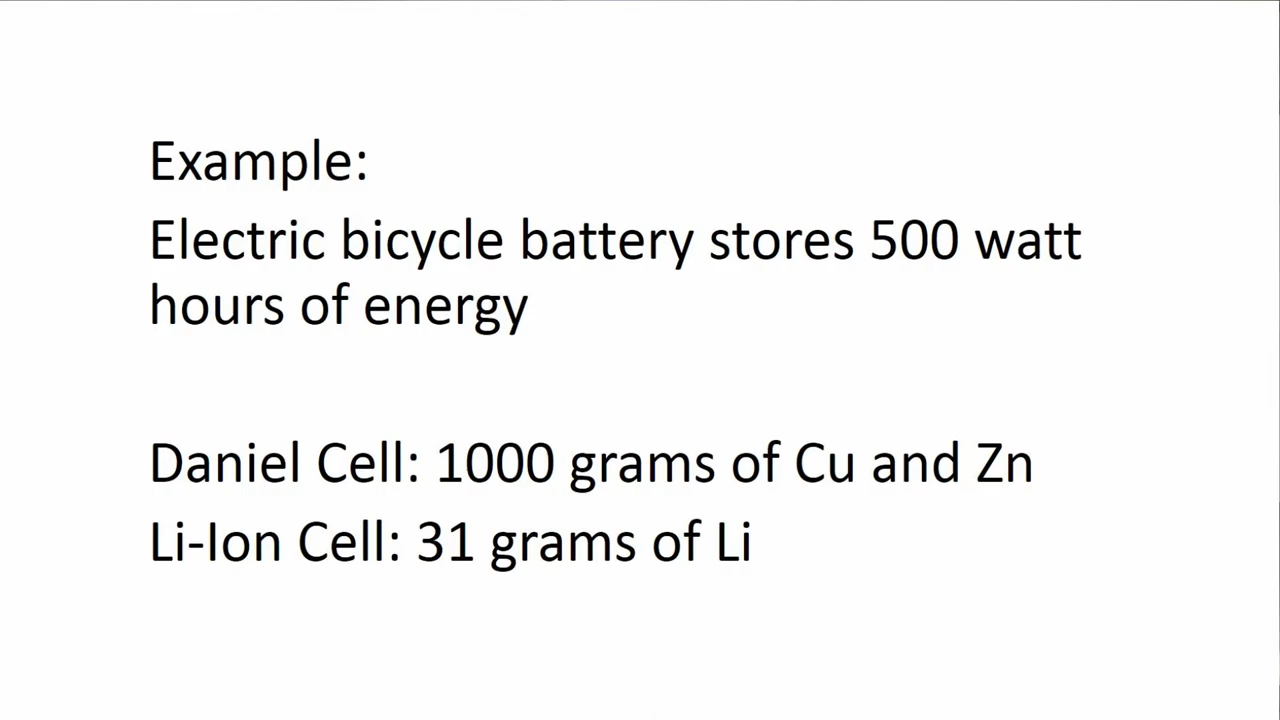 Example:
Electric bicycle battery stores 500 watt
hours of energy
Daniel Cell: 1000 grams of Cu and Zn
Li-Ion Cell: 31 grams of Li